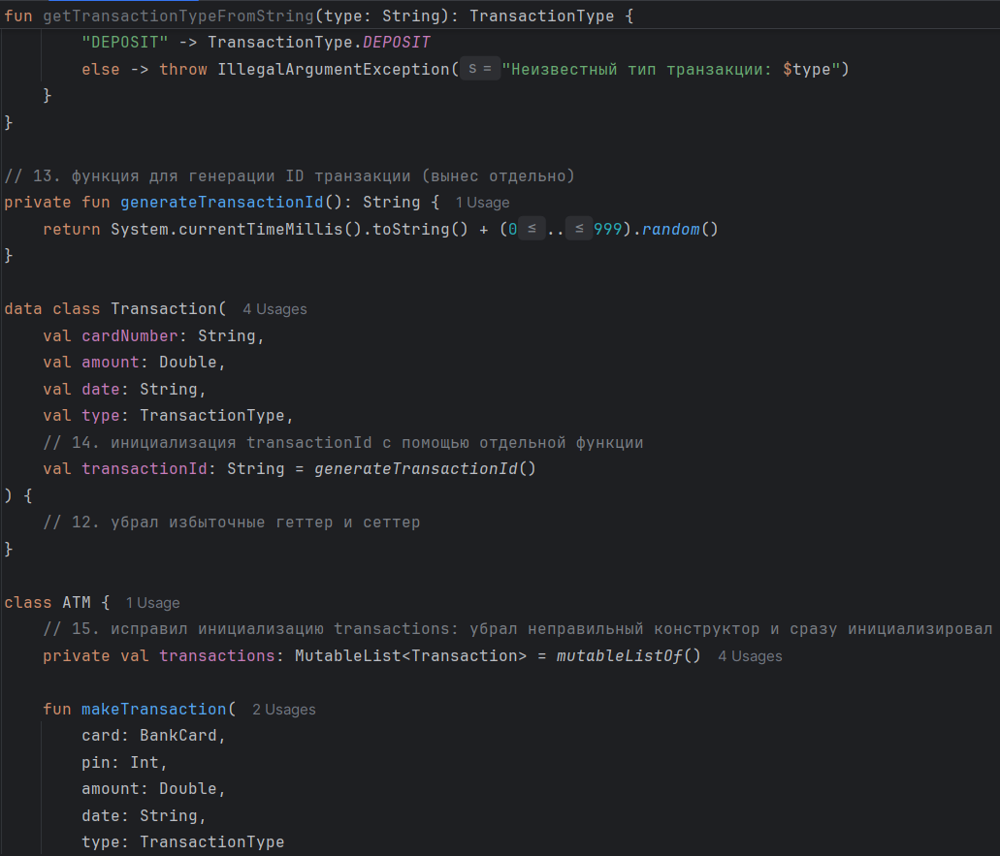 fun getTransactionTypeFromString(type: String): TransactionType {
        "DEPOSIT" -> TransactionType.DEPOSIT
        else -> throw IllegalArgumentException( s = "Неизвестный тип транзакции: $type")
    }
}

// 13. функция для генерации ID транзакции (вынес отдельно)
private fun generateTransactionId(): String {  1 Usage
    return System.currentTimeMillis().toString() + (0 ≤ .. ≤ 999).random()
}

data class Transaction(  4 Usages
    val cardNumber: String,
    val amount: Double,
    val date: String,
    val type: TransactionType,
    // 14. инициализация transactionId с помощью отдельной функции
    val transactionId: String = generateTransactionId()
) {
    // 12. убрал избыточные геттер и сеттер
}

class ATM {  1 Usage
    // 15. исправил инициализацию transactions: убрал неправильный конструктор и сразу инициализировал
    private val transactions: MutableList<Transaction> = mutableListOf()  4 Usages

    fun makeTransaction(  2 Usages
        card: BankCard,
        pin: Int,
        amount: Double,
        date: String,
        type: TransactionType